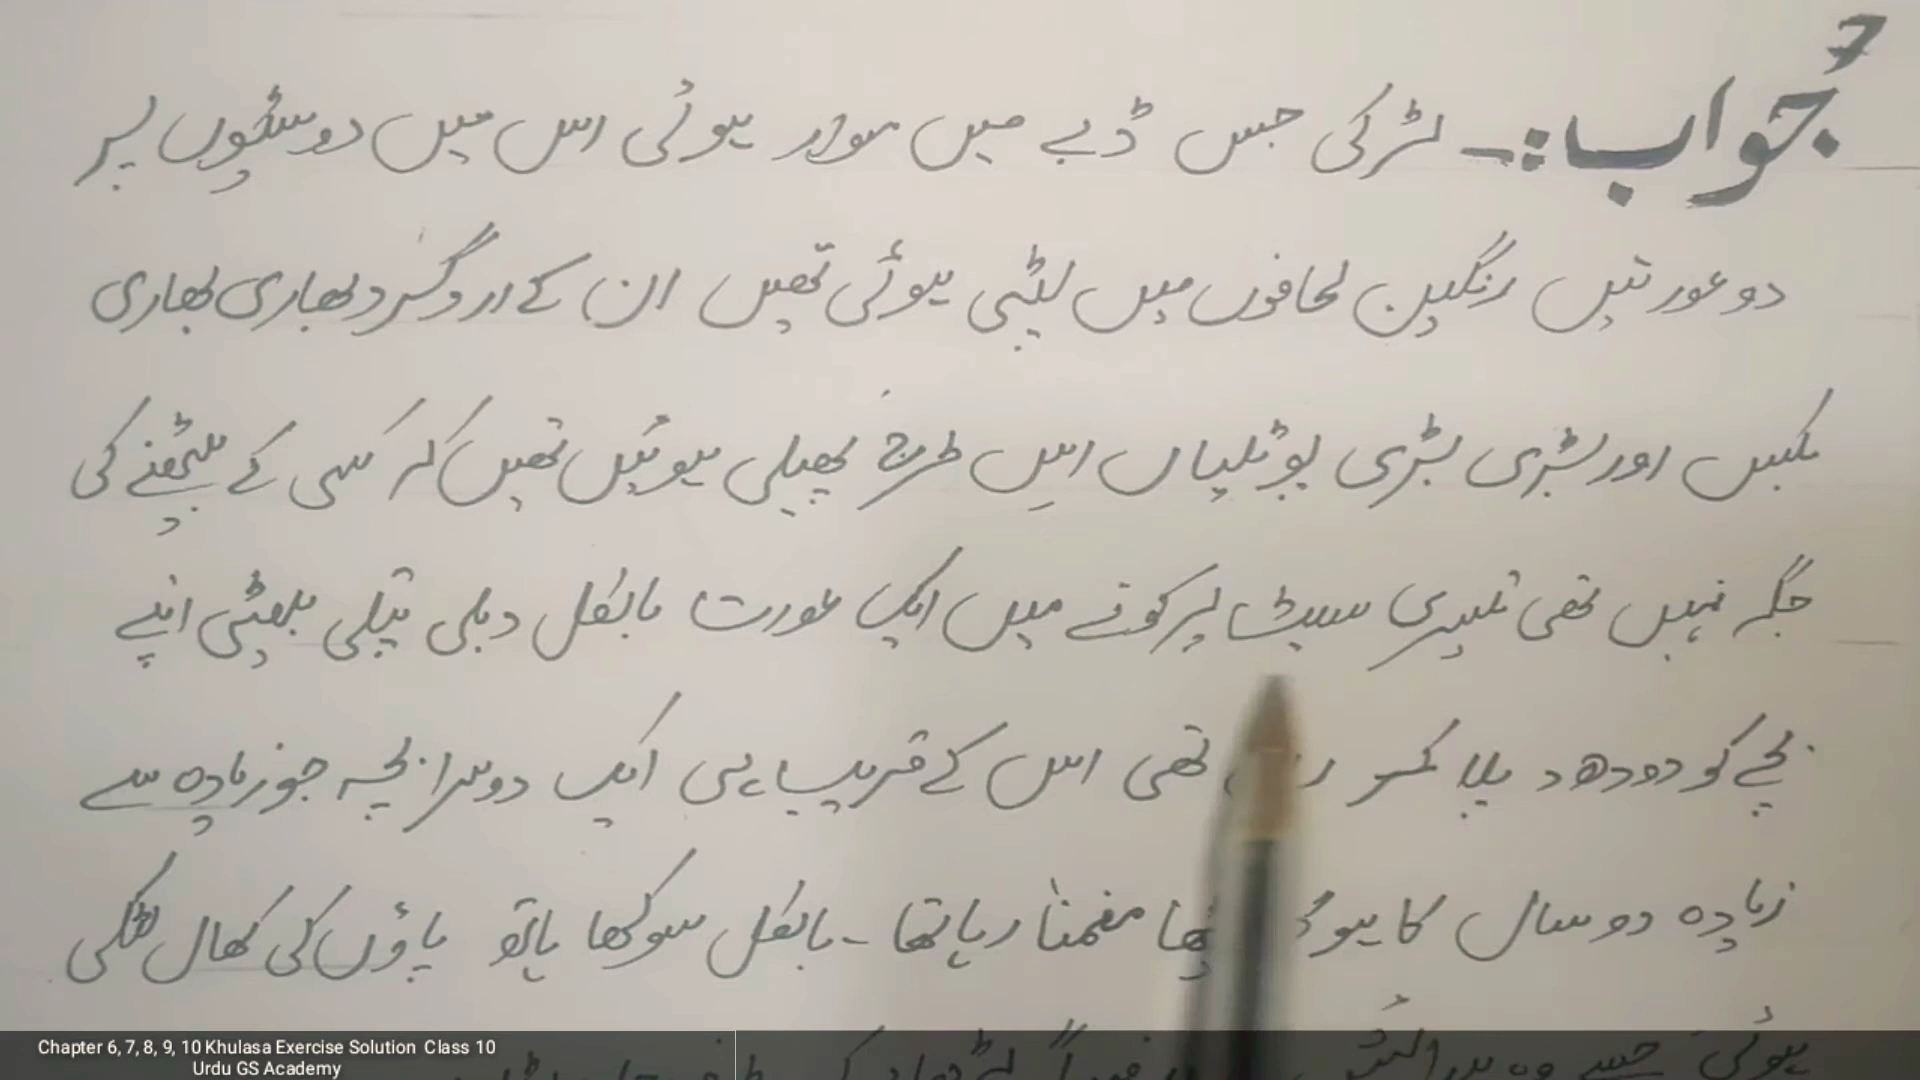 جواب:۔ لڑکی جس ڈبے میں سوار ہوئی اس میں دو سیٹوں پر
دو عورتیں رنگین لحافوں میں لپٹی ہوئی تھیں ان کے ارد گرد بھاری بھاری
بکس اور بڑی بڑی پوٹلیاں اس طرح پھیلی ہوئیں تھیں کہ کسی کے بیٹھنے کی
جگہ نہیں تھی تیسری سیٹ پر کونے میں ایک عورت بالکل دبلی پتلی بیٹھی اپنے
بچے کو دودھ پلا تھی اس کے قریب ہی ایک دوسرا بچہ جو زیادہ سے
زیادہ دو سال کا ہوگا منمنا رہا تھا ۔ بالکل سوکھا ہاتھ پاؤں کی کھال لٹکی
ہوئی جیسے وہ
Chapter 6, 7, 8, 9, 10 Khulasa Exercise Solution Class 10
Urdu GS Academy